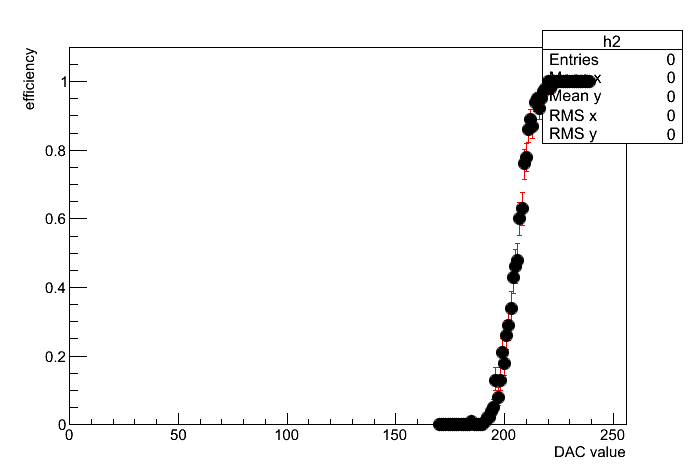 h2
Entries 0
Mean x 0
Mean y 0
RMS x 0
RMS y 0
efficiency
1
0.8
0.6
0.4
0.2
0
0 50 100 150 200 250
DAC value